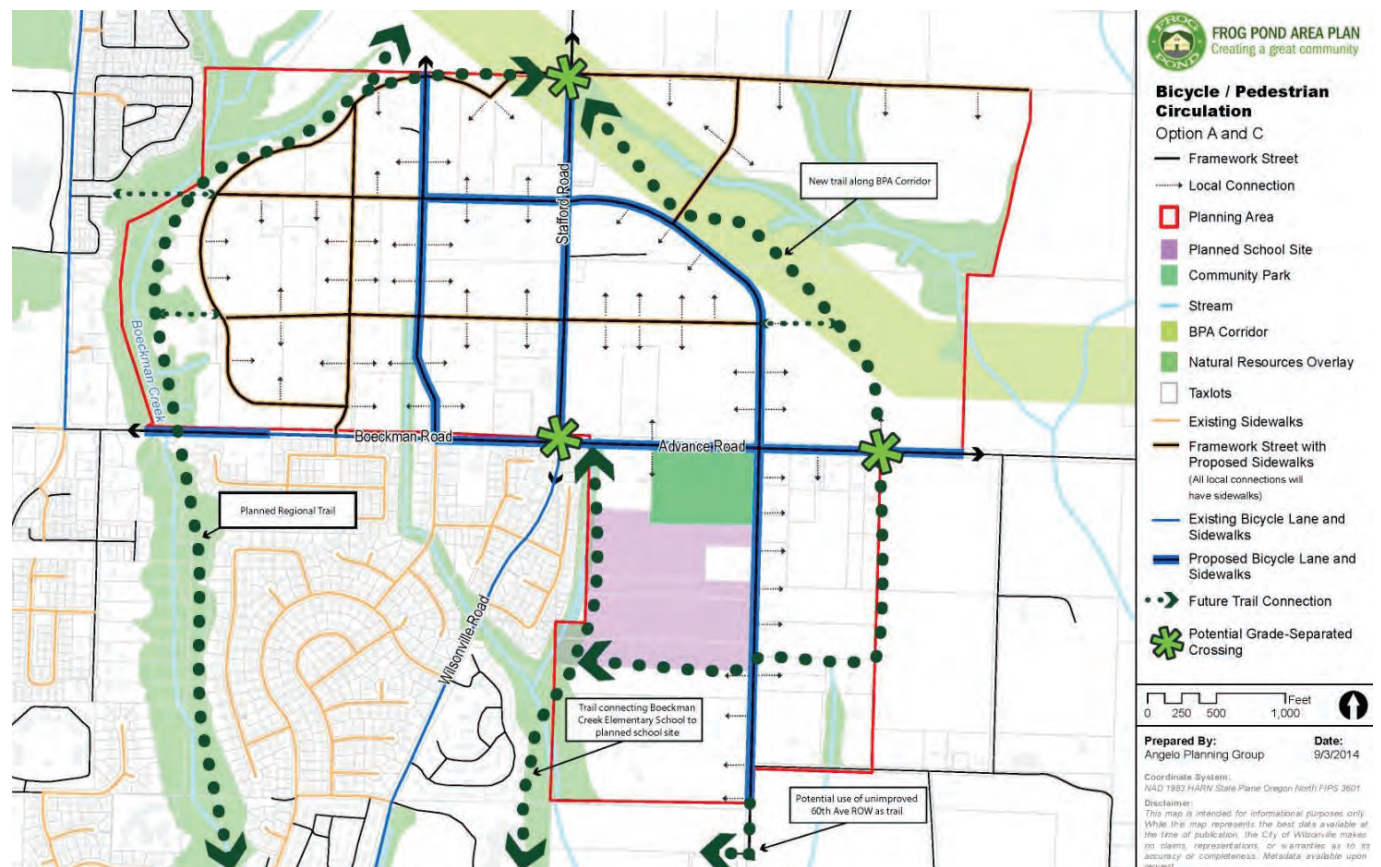 FROG POND
FROG POND AREA PLAN
Creating a great community
Bicycle / Pedestrian
Circulation
Option A and C
Framework Street
Local Connection
Planning Area
Planned School Site
Community Park
Stream
BPA Corridor
Natural Resources Overlay
Taxlots
Existing Sidewalks
Framework Street with
Proposed Sidewalks
(All local connections will
have sidewalks)
Existing Bicycle Lane and
Sidewalks
Proposed Bicycle Lane and
Sidewalks
Future Trail Connection
Potential Grade-Separated
Crossing
Feet
0 250 500 1,000
Prepared By: Date:
Angelo Planning Group 9/3/2014
Coordinate System:
NAD 1983 HARN State Plane Oregon North FIPS 3601
Disclaimer:
This map is intended for informational purposes only.
While the map represents the best data available at
the time of publication, the City of Wilsonville makes
no claims, representations, or warranties as to its
accuracy or completeness. Metadata available upon
request.
New trail along BPA Corridor
Stafford Road
Boeckman Creek
Boeckman Road
Advance Road
Planned Regional Trail
Wilsonville Road
Trail connecting Boeckman
Creek Elementary School to
planned school site
Potential use of unimproved
60th Ave ROW as trail